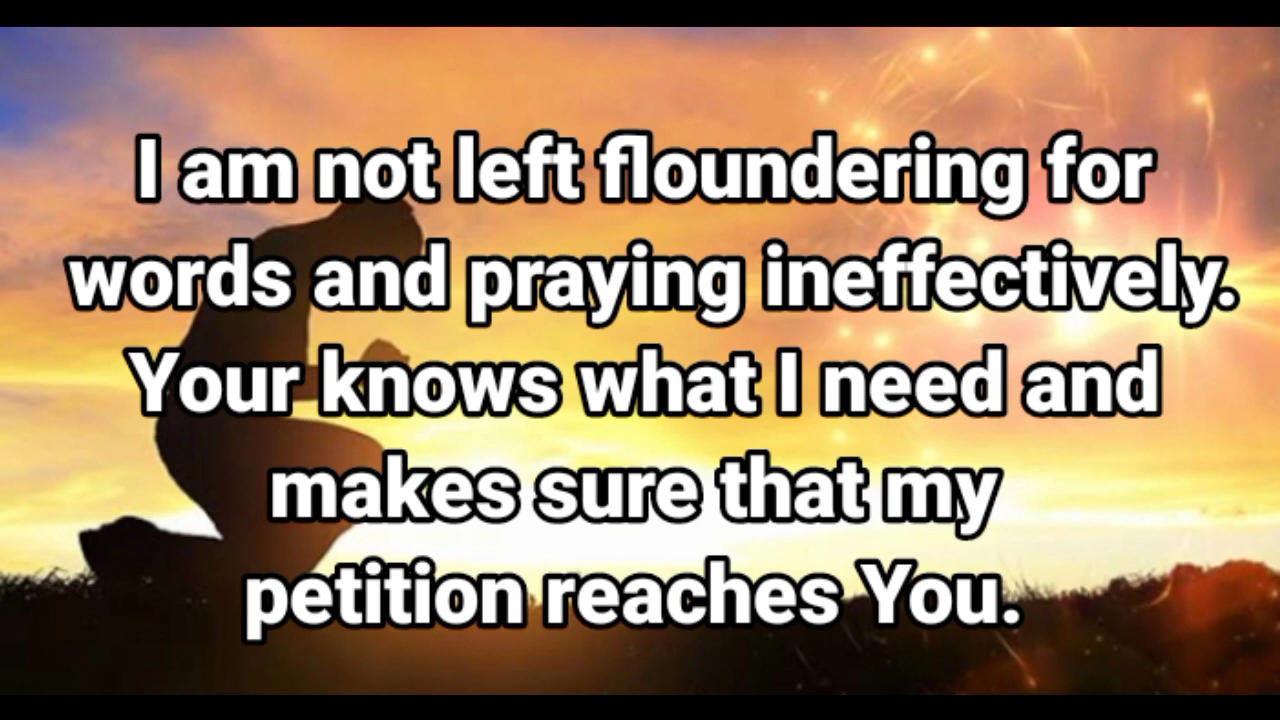 I am not left floundering for
words and praying ineffectively.
Your knows what I need and
makes sure that my
petition reaches You.